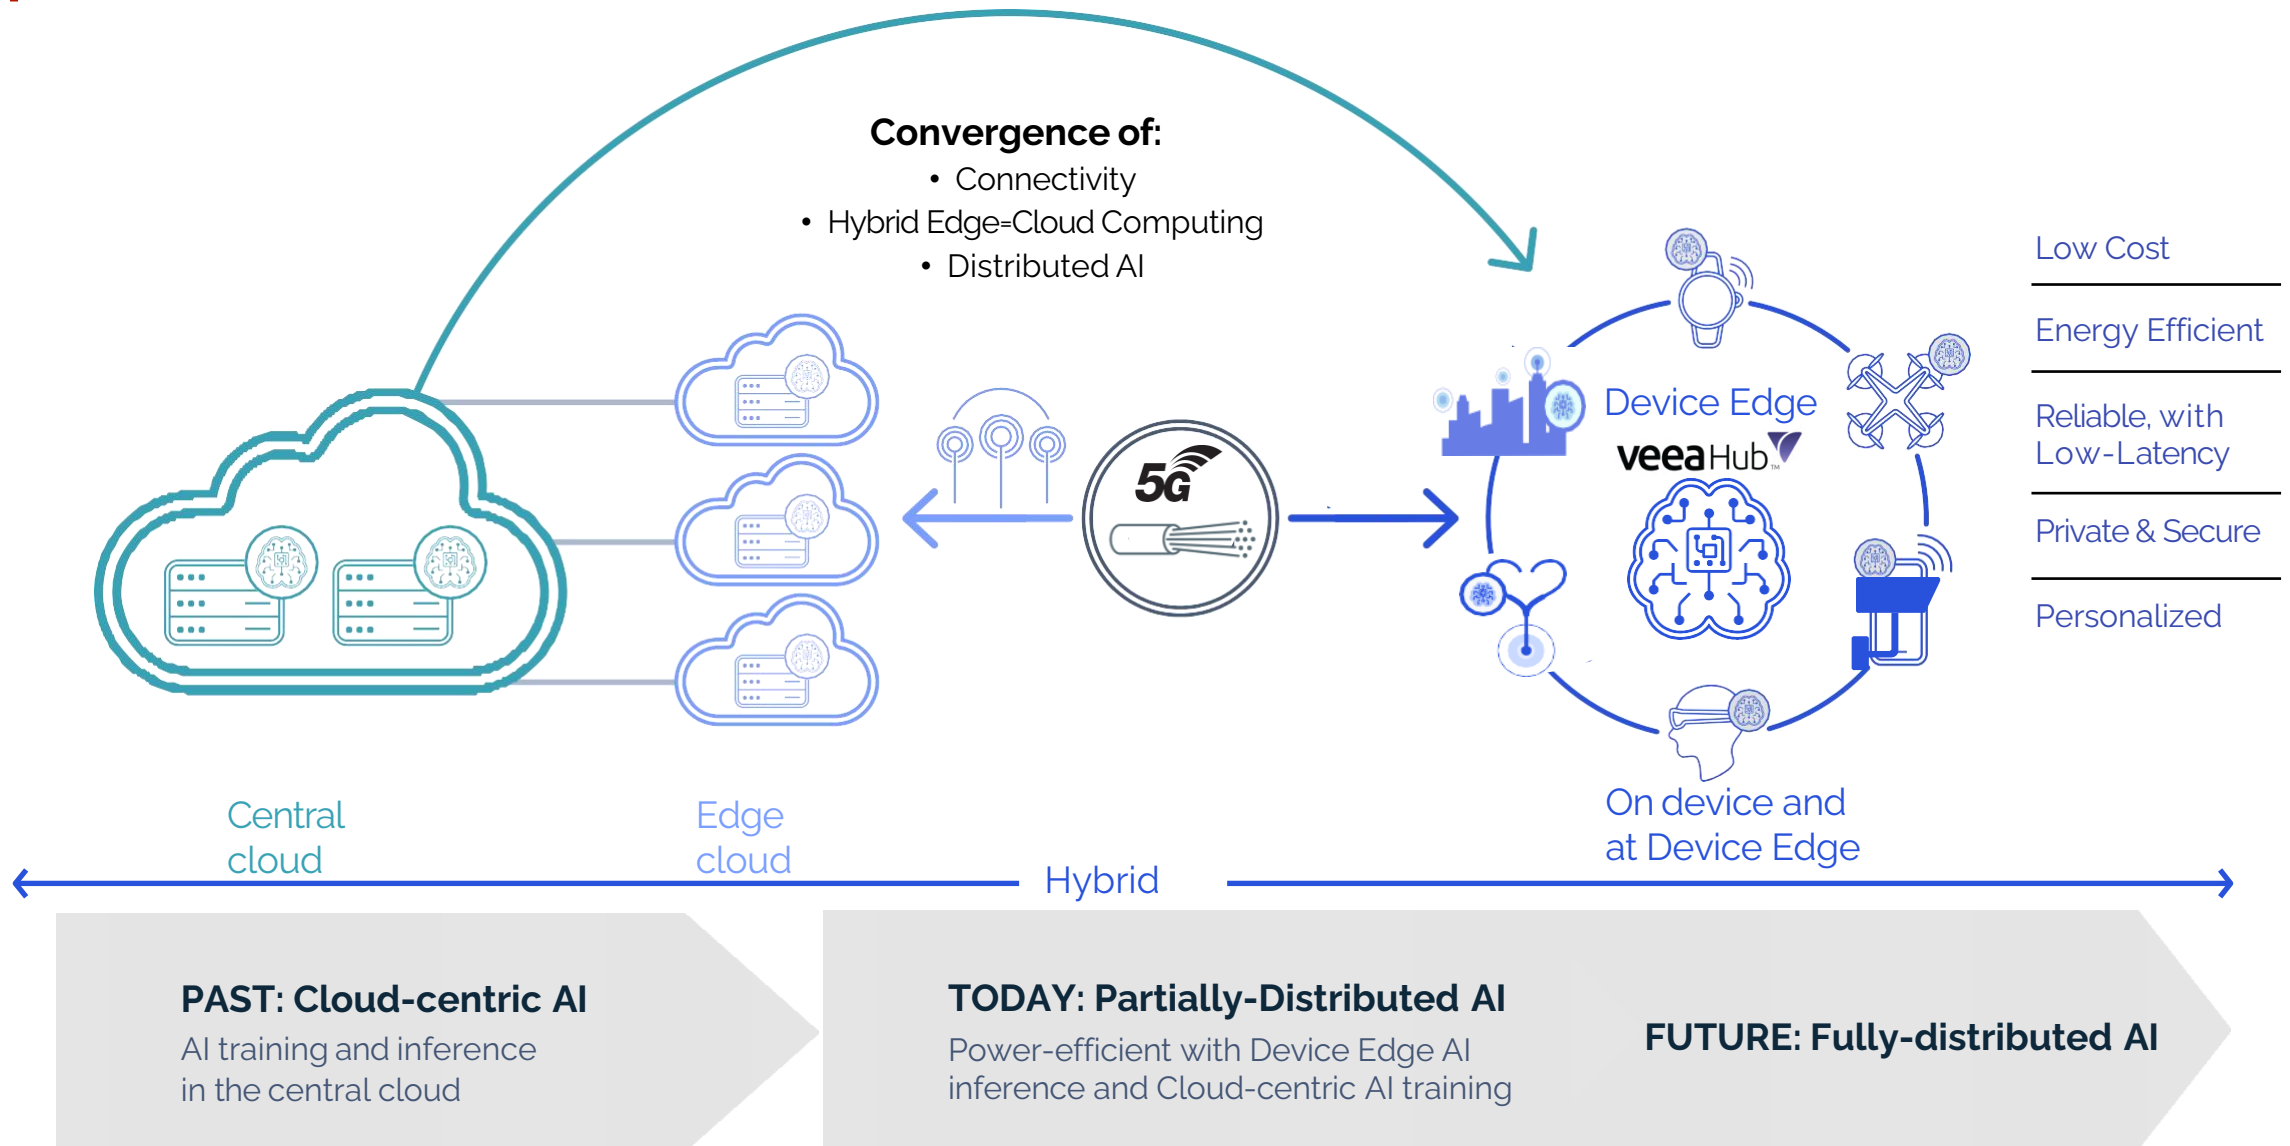 Convergence of:
• Connectivity
• Hybrid Edge=Cloud Computing
• Distributed AI
5G
Device Edge
veeaHub™
Low Cost
Energy Efficient
Reliable, with
Low-Latency
Private & Secure
Personalized
Central
cloud
Edge
cloud
On device and
at Device Edge
Hybrid
PAST: Cloud-centric AI
AI training and inference
in the central cloud
TODAY: Partially-Distributed AI
Power-efficient with Device Edge AI
inference and Cloud-centric AI training
FUTURE: Fully-distributed AI